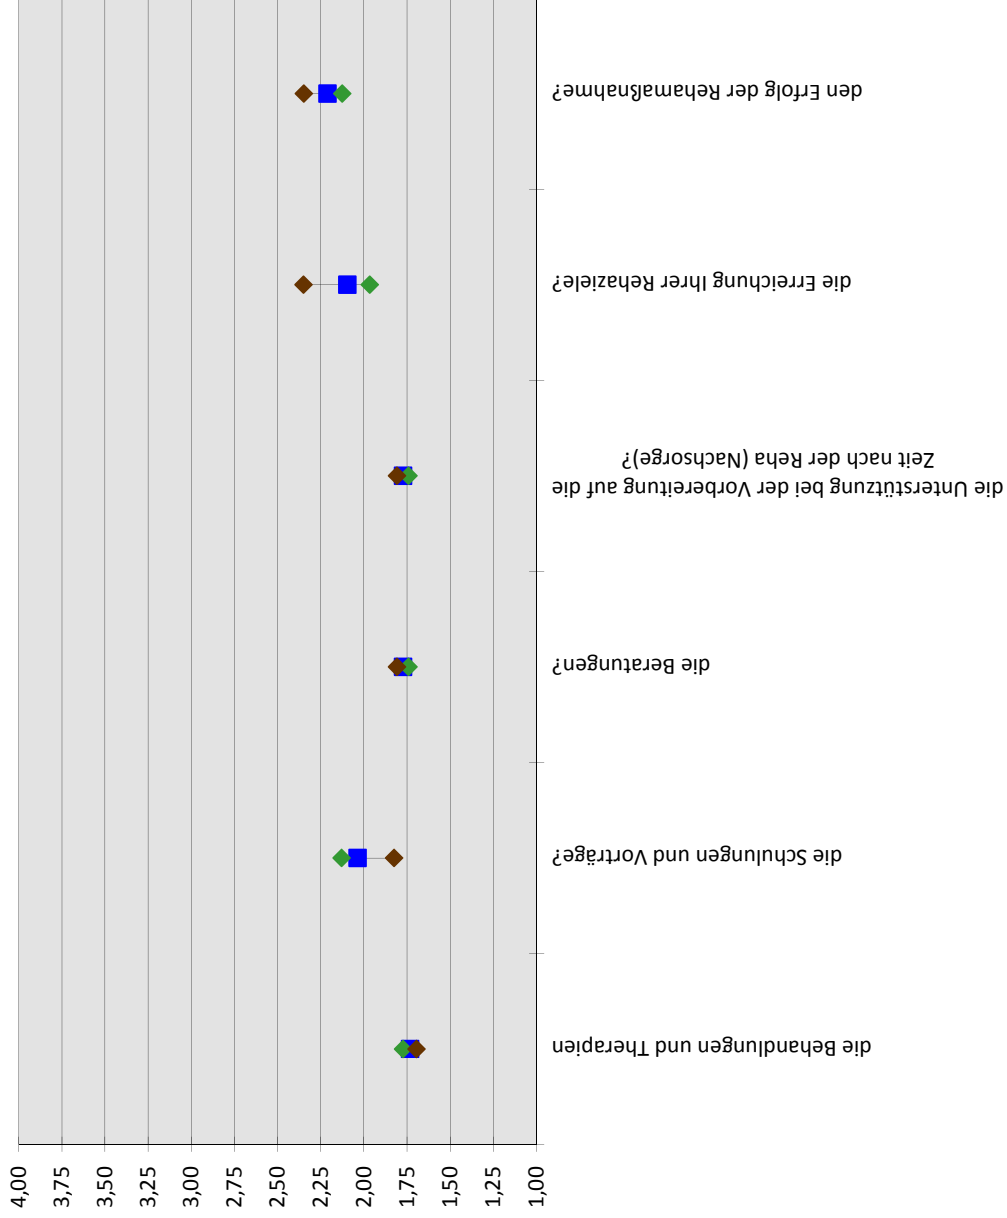 den Erfolg der Rehamaßnahme?
die Erreichung Ihrer Rehaziele?
die Unterstützung bei der Vorbereitung auf die
Zeit nach der Reha (Nachsorge)?
die Beratungen?
die Schulungen und Vorträge?
die Behandlungen und Therapien
4,00
3,75
3,50
3,25
3,00
2,75
2,50
2,25
2,00
1,75
1,50
1,25
1,00